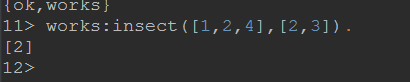 {ok,works}
11> works:insect([1,2,4],[2,3]).
[2]
12>